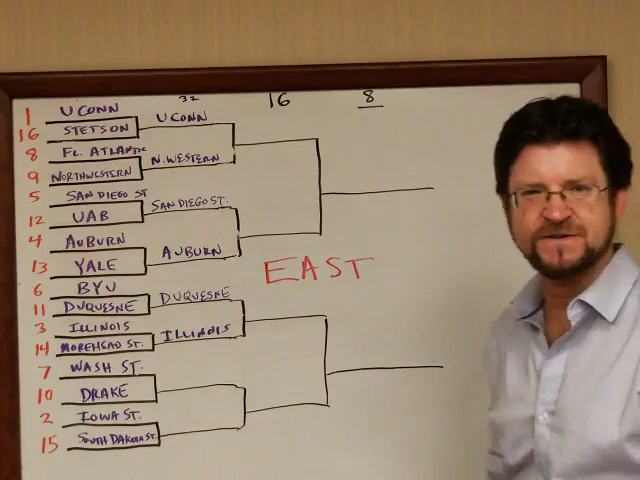 32 16 8
1 UCONN
16 STETSON
UCONN
8 FL. ATLANTIC
9 NORTHWESTERN
N.WESTERN
5 SAN DIEGO ST
12 UAB
SAN DIEGO ST.
4 AUBURN
13 YALE
AUBURN
EAST
6 BYU
11 DUQUESNE
DUQUESNE
3 ILLINOIS
14 MOREHEAD ST.
ILLINOIS
7 WASH ST.
10 DRAKE
2 IOWA ST.
15 SOUTH DAKOTA ST.